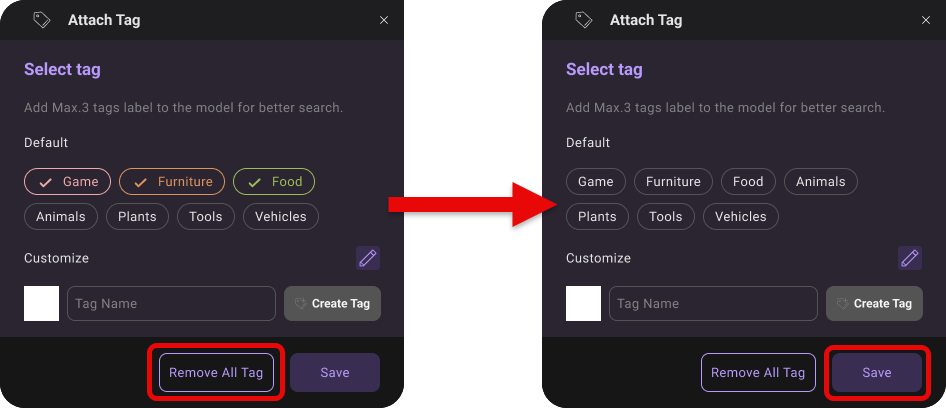 Attach Tag
Select tag
Add Max.3 tags label to the model for better search.
Default
Game Furniture Food
Animals Plants Tools Vehicles
Customize
Tag Name Create Tag
Remove All Tag Save
Attach Tag
Select tag
Add Max.3 tags label to the model for better search.
Default
Game Furniture Food Animals
Plants Tools Vehicles
Customize
Tag Name Create Tag
Remove All Tag Save